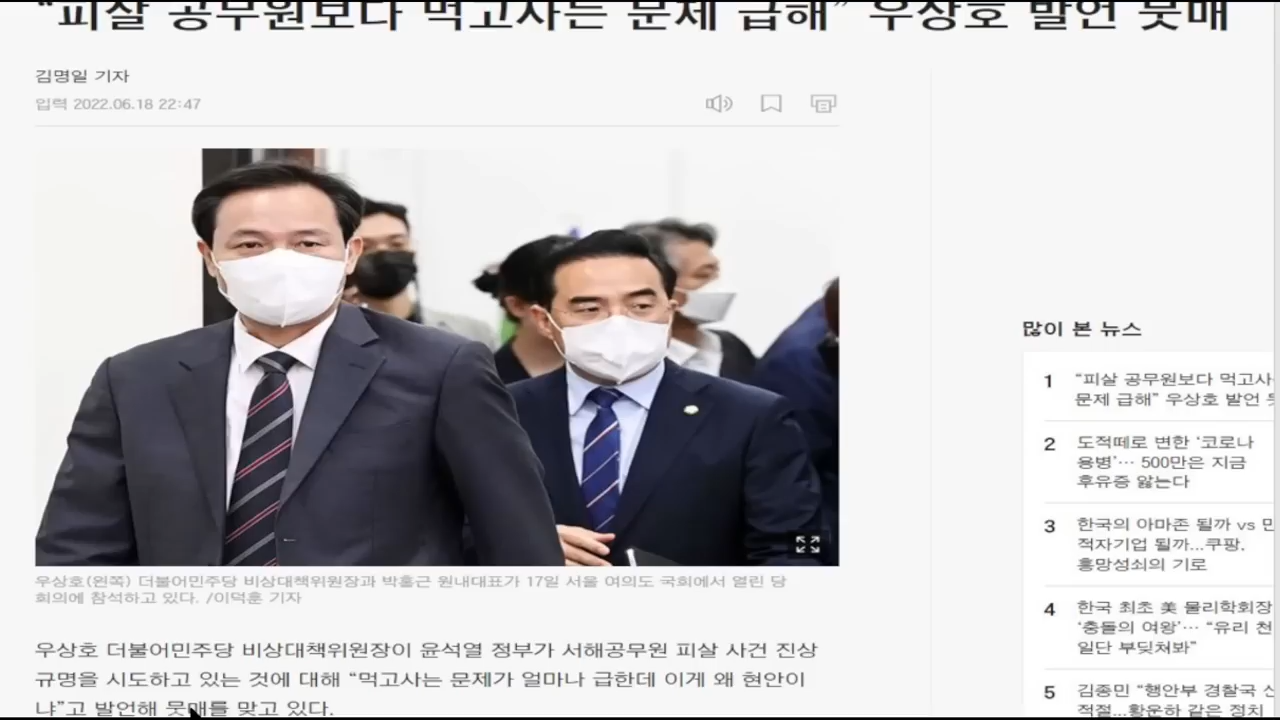 “피살 공무원보다 먹고사는 문제 급해” 우상호 발언 뭇매
김명일 기자
입력 2022.06.18 22:47
우상호(왼쪽) 더불어민주당 비상대책위원장과 박홍근 원내대표가 17일 서울 여의도 국회에서 열린 당
회의에 참석하고 있다. /이덕훈 기자
우상호 더불어민주당 비상대책위원장이 윤석열 정부가 서해공무원 피살 사건 진상
규명을 시도하고 있는 것에 대해 “먹고사는 문제가 얼마나 급한데 이게 왜 현안이
냐”고 발언해 뭇매를 맞고 있다.
많이 본 뉴스
1 “피살 공무원보다 먹고사
문제 급해” 우상호 발언
2 도적떼로 변한 ‘코로나
용병’… 500만은 지금
후유증 앓는다
3 한국의 아마존 될까 vs 만
적자기업 될까...쿠팡,
흥망성쇠의 기로
4 한국 최초 美 물리학회장
‘충돌의 여왕’… “유리 천
일단 부딪쳐봐”
5 김종민 “행안부 경찰국 신
적절...황운하 같은 정치